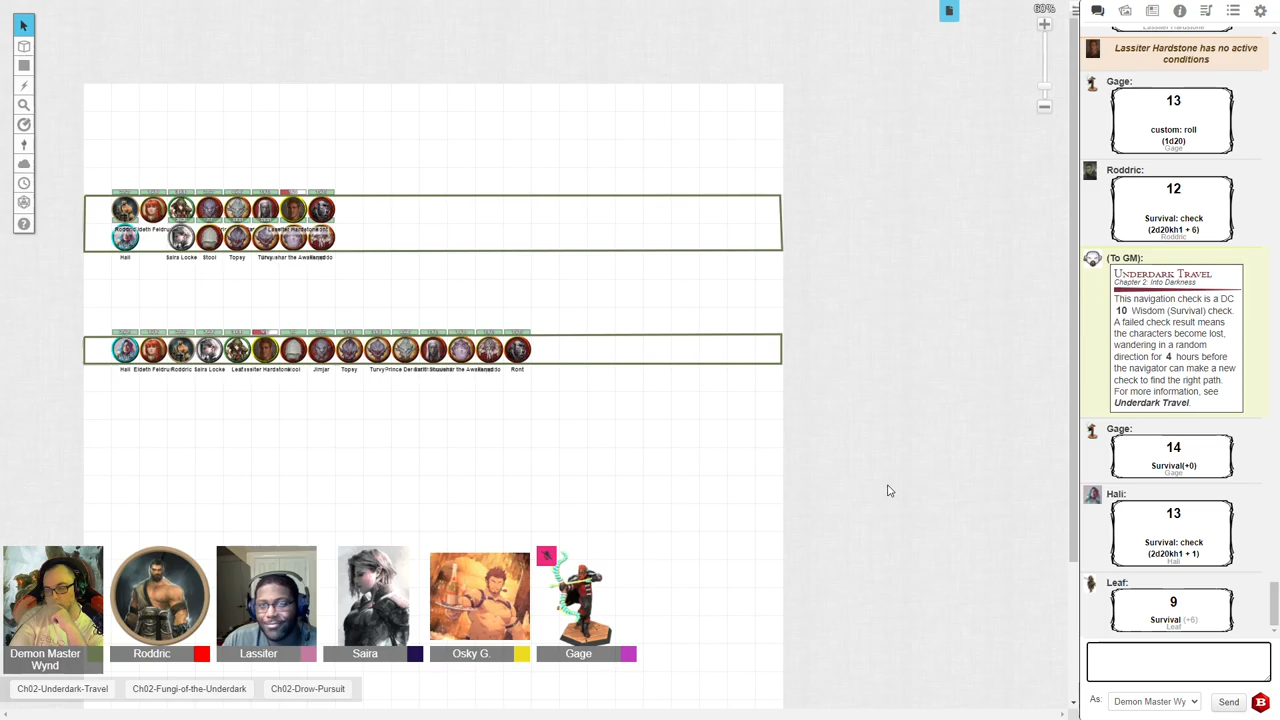 60%
Lassiter Hardstone has no active
conditions
Gage:
13
custom: roll
(1d20)
Gage
Roddric:
12
Survival: check
(2d20kh1 + 6)
Roddric
(To GM):
Underdark Travel
Chapter 2: Into Darkness
This navigation check is a DC
10 Wisdom (Survival) check.
A failed check result means
the characters become lost,
wandering in a random
direction for 4 hours before
the navigator can make a new
check to find the right path.
For more information, see
Underdark Travel.
Gage:
14
Survival(+0)
Gage
Hali:
13
Survival: check
(2d20kh1 + 1)
Hali
Leaf:
9
Survival (+6)
Leaf
As:
Demon Master Wy
Send
Hali
Saira Locke
Stool
Topsy
Hali
Roddric
Saira Locke
Jimjar
Topsy
Ront
Demon Master
Wynd
Roddric
Lassiter
Saira
Osky G.
Gage
Ch02-Underdark-Travel
Ch02-Fungi-of-the-Underdark
Ch02-Drow-Pursuit